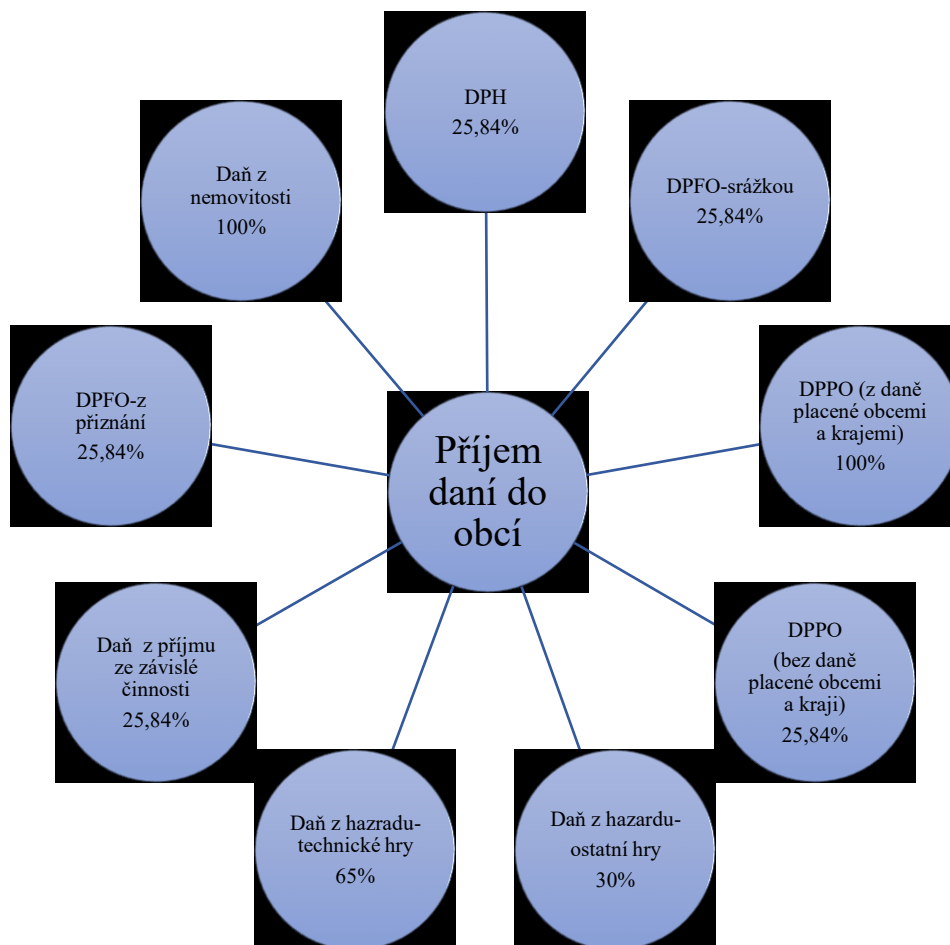 DPH
25,84%
DPFO-srážkou
25,84%
DPPO (z daně
placené obcemi
a krajemi)
100%
DPPO
(bez daně
placené obcemi
a kraji)
25,84%
Daň z hazardu-
ostatní hry
30%
Daň z hazradu-
technické hry
65%
Daň z příjmu
ze závislé
činnosti
25,84%
DPFO-z
přiznání
25,84%
Daň z
nemovitosti
100%
Příjem
daní do
obcí